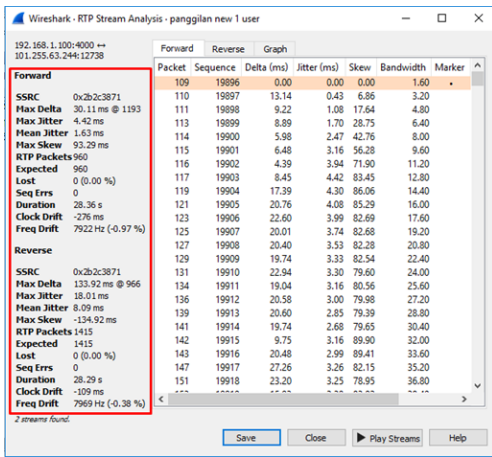 Wireshark · RTP Stream Analysis · panggilan new 1 user
192.168.1.100:4000 ↔
101.255.63.244:12738
Forward
SSRC 0x2b2c3871
Max Delta 30.11 ms @ 1193
Max Jitter 4.42 ms
Mean Jitter 1.63 ms
Max Skew 93.29 ms
RTP Packets 960
Expected 960
Lost 0 (0.00 %)
Seq Errs 0
Duration 28.36 s
Clock Drift -276 ms
Freq Drift 7922 Hz (-0.97 %)
Reverse
SSRC 0x2b2c3871
Max Delta 133.92 ms @ 966
Max Jitter 18.01 ms
Mean Jitter 8.09 ms
Max Skew -134.92 ms
RTP Packets 1415
Expected 1415
Lost 0 (0.00 %)
Seq Errs 0
Duration 28.29 s
Clock Drift -109 ms
Freq Drift 7969 Hz (-0.38 %)
2 streams found.
Forward Reverse Graph
Packet Sequence Delta (ms) Jitter (ms) Skew Bandwidth Marker
109 19896 0.00 0.00 0.00 1.60 •
110 19897 13.14 0.43 6.86 3.20
111 19898 9.22 1.08 17.64 4.80
113 19899 8.89 1.70 28.75 6.40
114 19900 5.98 2.47 42.76 8.00
115 19901 6.48 3.16 56.28 9.60
116 19902 4.39 3.94 71.90 11.20
117 19903 8.45 4.42 83.45 12.80
119 19904 17.39 4.30 86.06 14.40
121 19905 20.76 4.08 85.29 16.00
123 19906 22.60 3.99 82.69 17.60
125 19907 20.01 3.74 82.68 19.20
127 19908 20.40 3.53 82.28 20.80
129 19909 19.74 3.33 82.54 22.40
131 19910 22.94 3.30 79.60 24.00
134 19911 19.04 3.16 80.56 25.60
136 19912 20.58 3.00 79.98 27.20
139 19913 20.60 2.85 79.39 28.80
141 19914 19.74 2.68 79.65 30.40
142 19915 9.75 3.16 89.90 32.00
143 19916 20.48 2.99 89.41 33.60
147 19917 27.26 3.26 82.15 35.20
151 19918 23.20 3.25 78.95 36.80
Save Close Play Streams Help